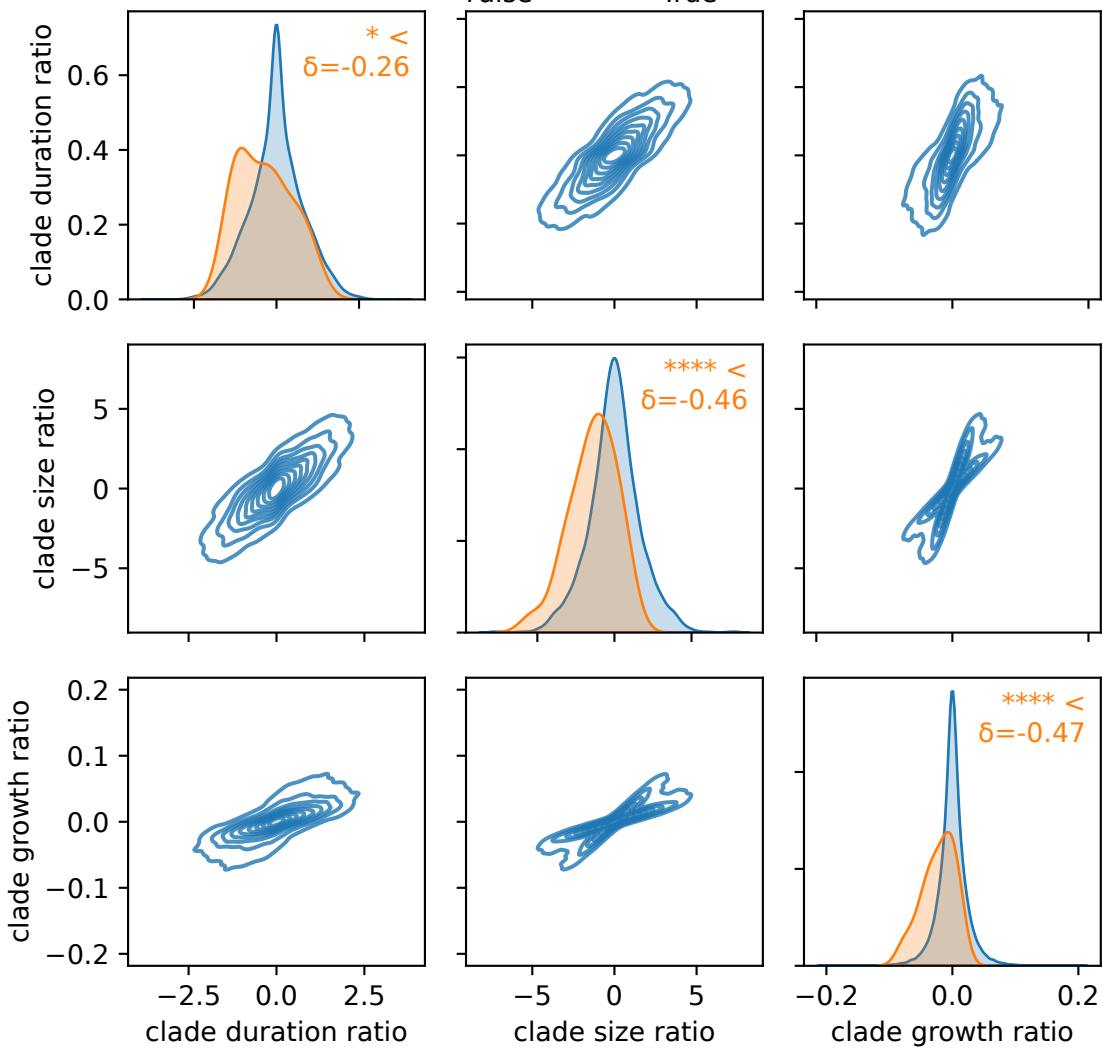 clade duration ratio
0.6
0.4
0.2
0.0
* <
δ=-0.26
clade size ratio
5
0
−5
**** <
δ=-0.46
clade growth ratio
0.2
0.1
0.0
−0.1
−0.2
**** <
δ=-0.47
−2.5 0.0 2.5
−5 0 5
−0.2 0.0 0.2
clade duration ratio
clade size ratio
clade growth ratio